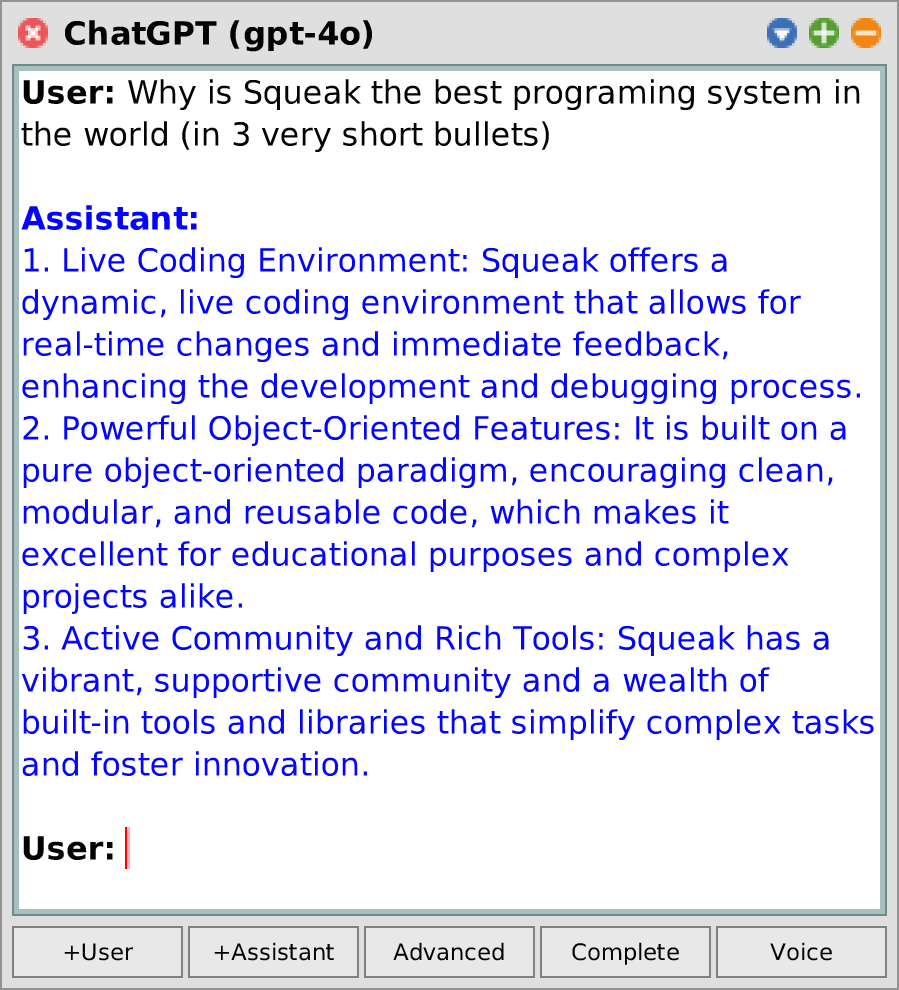 ChatGPT (gpt-4o)
User: Why is Squeak the best programing system in
the world (in 3 very short bullets)
Assistant:
1. Live Coding Environment: Squeak offers a
dynamic, live coding environment that allows for
real-time changes and immediate feedback,
enhancing the development and debugging process.
2. Powerful Object-Oriented Features: It is built on a
pure object-oriented paradigm, encouraging clean,
modular, and reusable code, which makes it
excellent for educational purposes and complex
projects alike.
3. Active Community and Rich Tools: Squeak has a
vibrant, supportive community and a wealth of
built-in tools and libraries that simplify complex tasks
and foster innovation.
User:
+User +Assistant Advanced Complete Voice